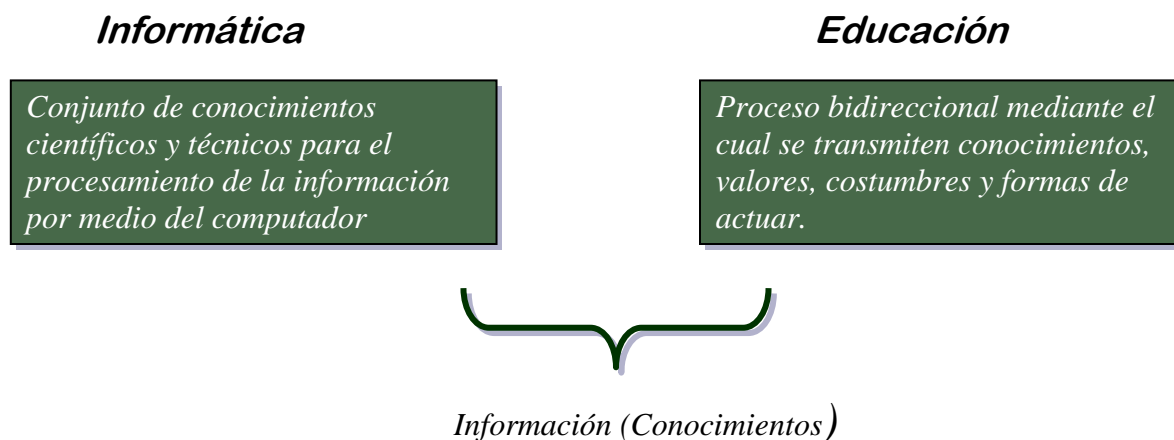 Informática
Conjunto de conocimientos
científicos y técnicos para el
procesamiento de la información
por medio del computador
Educación
Proceso bidireccional mediante el
cual se transmiten conocimientos,
valores, costumbres y formas de
actuar.
Información (Conocimientos)